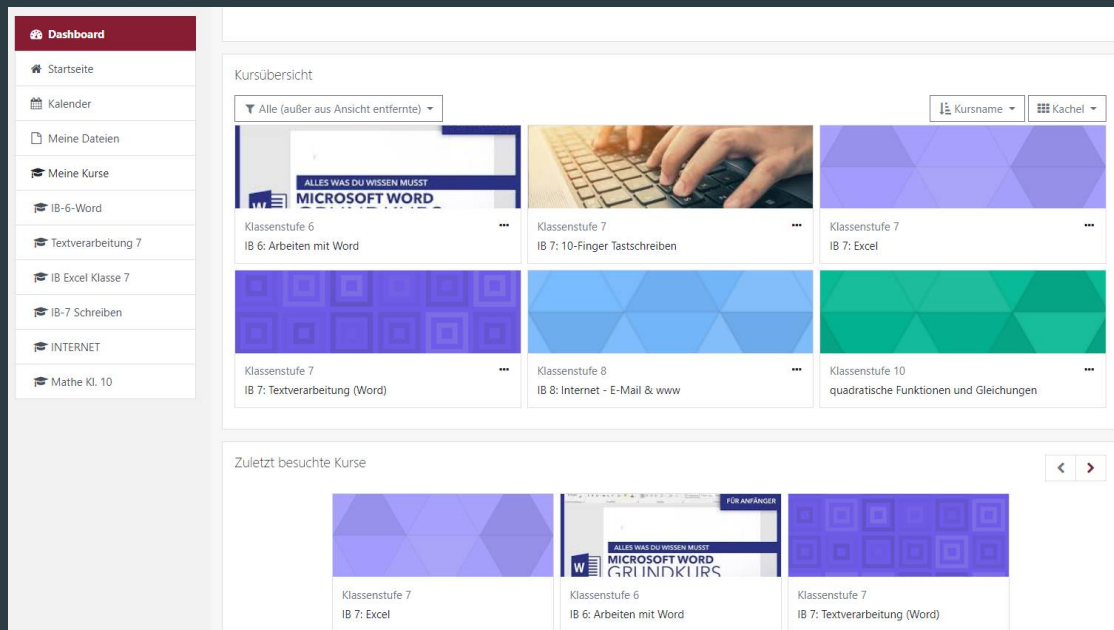 Dashboard
Startseite
Kalender
Meine Dateien
Meine Kurse
IB-6-Word
Textverarbeitung 7
IB Excel Klasse 7
IB-7 Schreiben
INTERNET
Mathe Kl. 10
Kursübersicht
Alle (außer aus Ansicht entfernte)
Kursname
Kachel
ALLES WAS DU WISSEN MUSST
MICROSOFT WORD
Klassenstufe 6
IB 6: Arbeiten mit Word
Klassenstufe 7
IB 7: 10-Finger Tastschreiben
Klassenstufe 7
IB 7: Excel
Klassenstufe 7
IB 7: Textverarbeitung (Word)
Klassenstufe 8
IB 8: Internet - E-Mail & www
Klassenstufe 10
quadratische Funktionen und Gleichungen
Zuletzt besuchte Kurse
FÜR ANFÄNGER
ALLES WAS DU WISSEN MUSST
W
MICROSOFT WORD
GRUNDKURS
Klassenstufe 7
IB 7: Excel
Klassenstufe 6
IB 6: Arbeiten mit Word
Klassenstufe 7
IB 7: Textverarbeitung (Word)